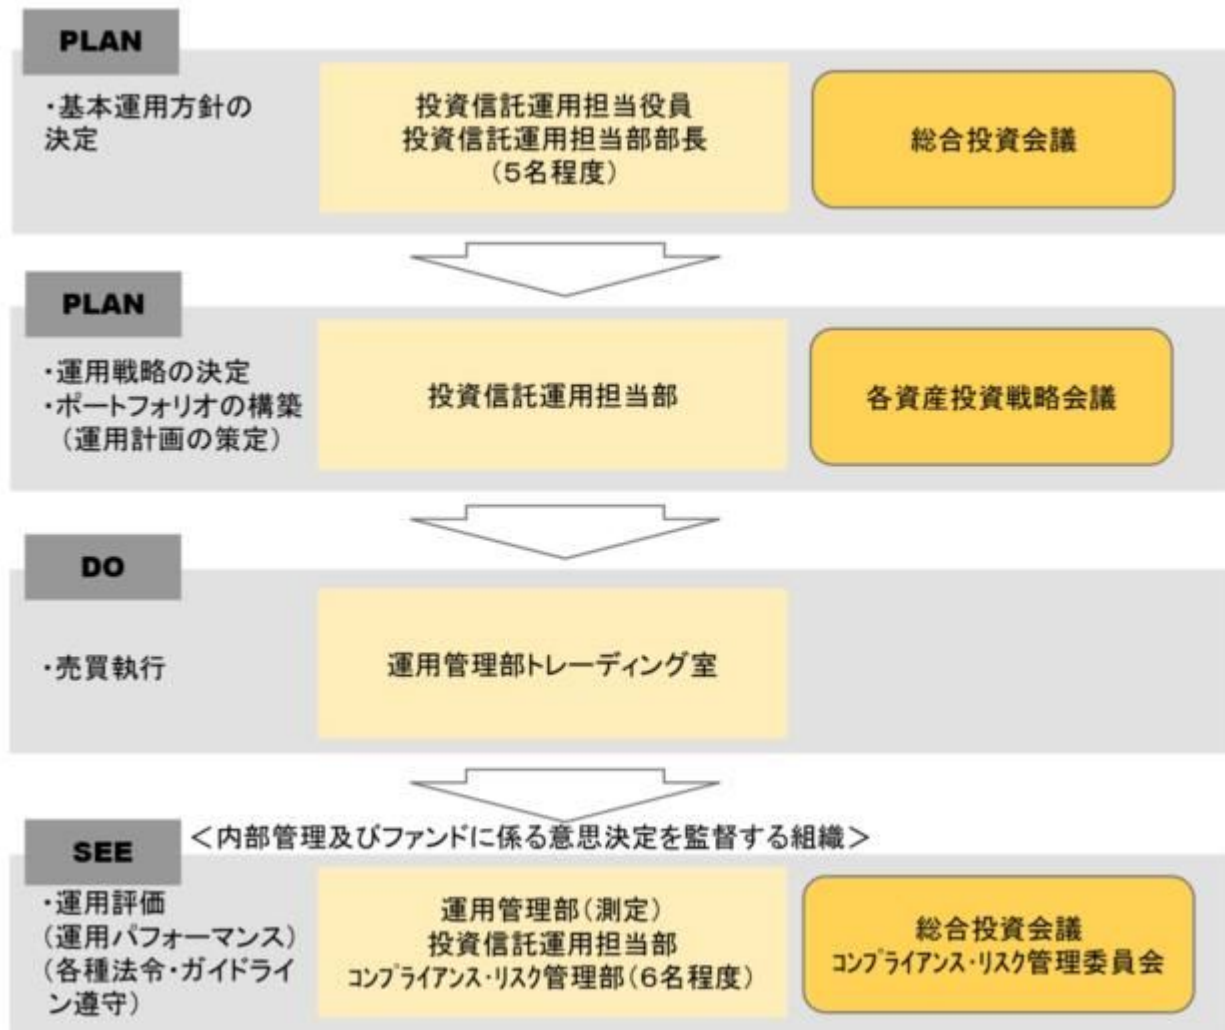 PLAN
・基本運用方針の
決定
投資信託運用担当役員
投資信託運用担当部部長
(5名程度)
総合投資会議
PLAN
・運用戦略の決定
・ポートフォリオの構築
(運用計画の策定)
投資信託運用担当部
各資産投資戦略会議
DO
・売買執行
運用管理部トレーディング室
<内部管理及びファンドに係る意思決定を監督する組織>
SEE
・運用評価
(運用パフォーマンス)
(各種法令・ガイドライ
ン遵守)
運用管理部(測定)
投資信託運用担当部
コンプライアンス・リスク管理部(6名程度)
総合投資会議
コンプライアンス・リスク管理委員会